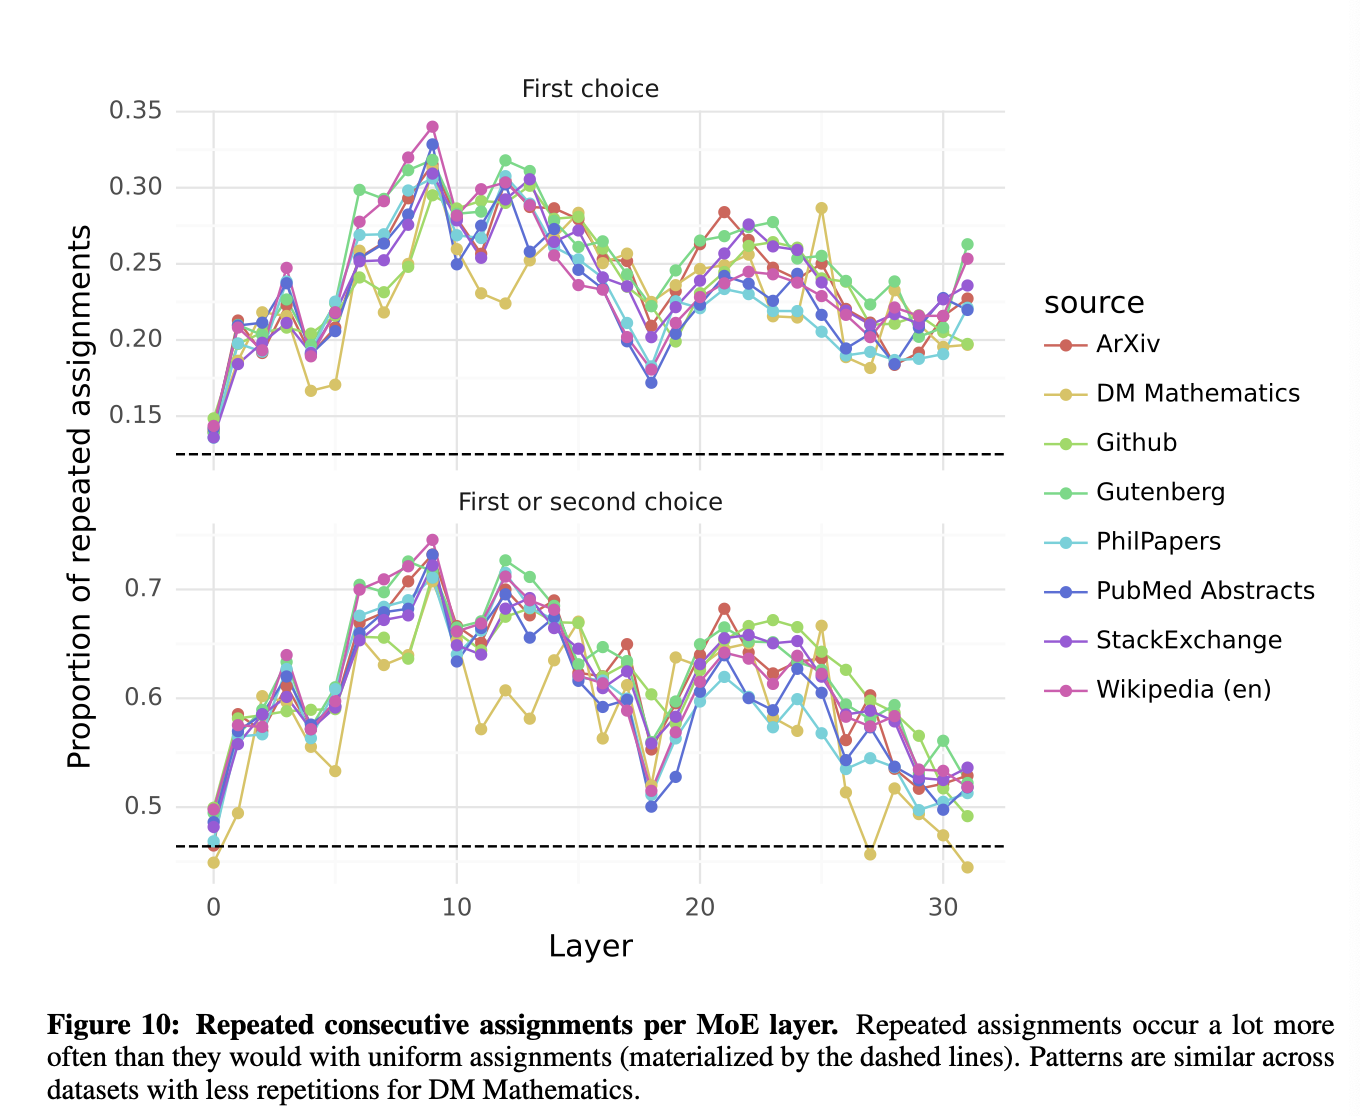 First choice
0.35
0.30
0.25
0.20
0.15
Proportion of repeated assignments
First or second choice
0.7
0.6
0.5
0
10
20
30
Layer
source
ArXiv
DM Mathematics
Github
Gutenberg
PhilPapers
PubMed Abstracts
StackExchange
Wikipedia (en)
Figure 10: Repeated consecutive assignments per MoE layer. Repeated assignments occur a lot more
often than they would with uniform assignments (materialized by the dashed lines). Patterns are similar across
datasets with less repetitions for DM Mathematics.